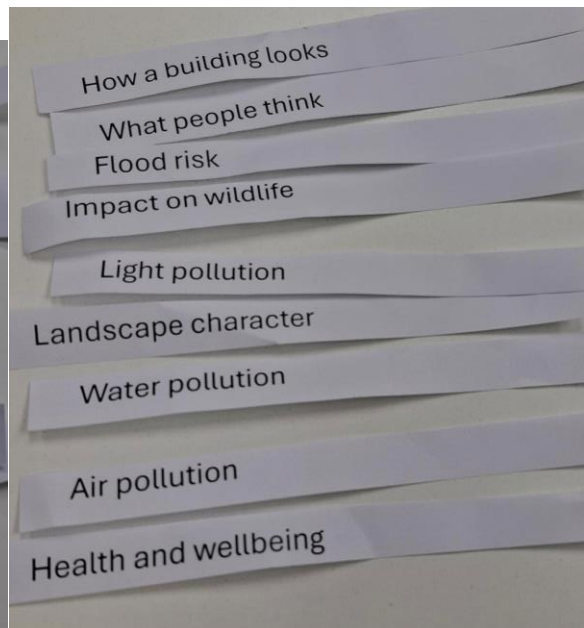 How a building looks
What people think
Flood risk
Impact on wildlife
Light pollution
Landscape character
Water pollution
Air pollution
Health and wellbeing